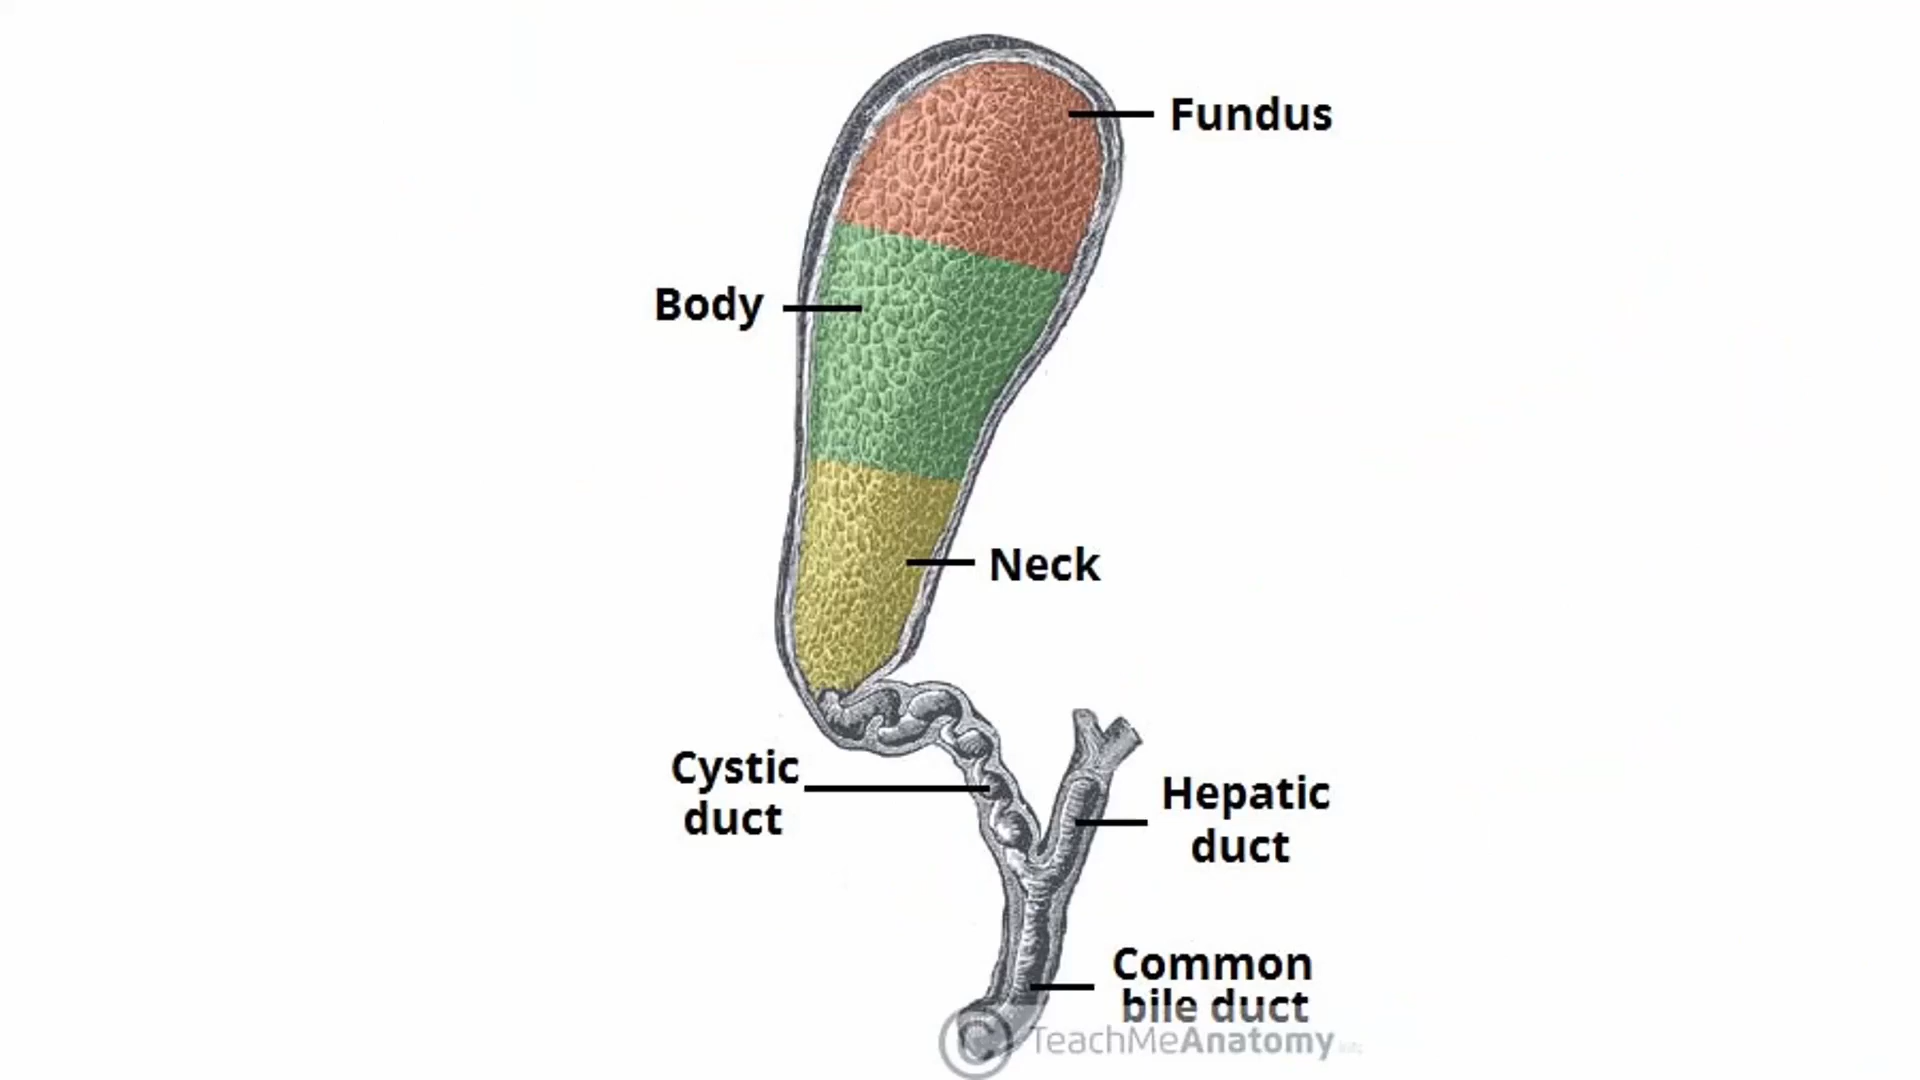 Fundus
Body
Neck
Cystic
duct
Hepatic
duct
Common
bile duct
TeachMeAnatomy